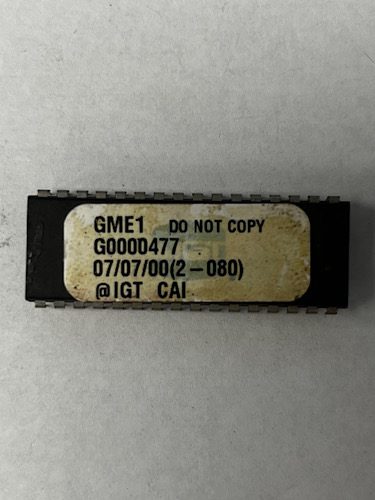 GME1 DO NOT COPY
G0000477
07/07/00(2-080)
@IGT CAI